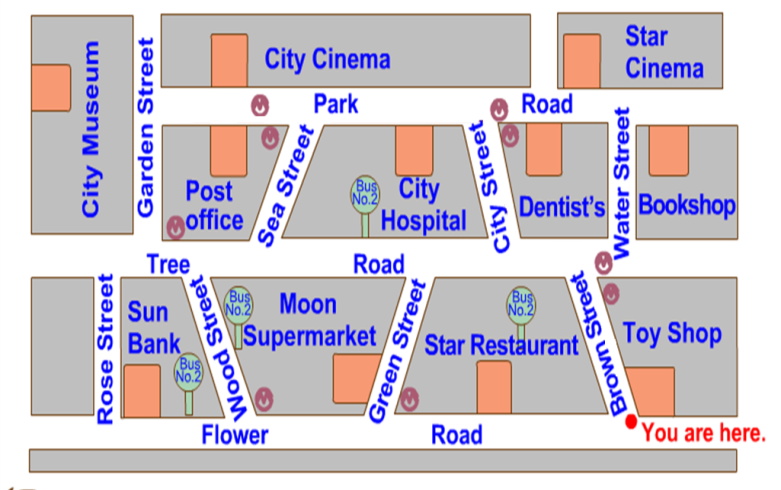 City Museum
Garden Street
City Cinema
Star
Cinema
Park
Road
Post
office
Sea Street
Bus
No.2
City
Hospital
City Street
Dentist's
Water Street
Bookshop
Tree
Road
Rose Street
Sun
Bank
Bus
No.2
Wood Street
Bus
No.2
Moon
Supermarket
Green Street
Bus
No.2
Star Restaurant
Brown Street
Toy Shop
Flower
Road
You are here.